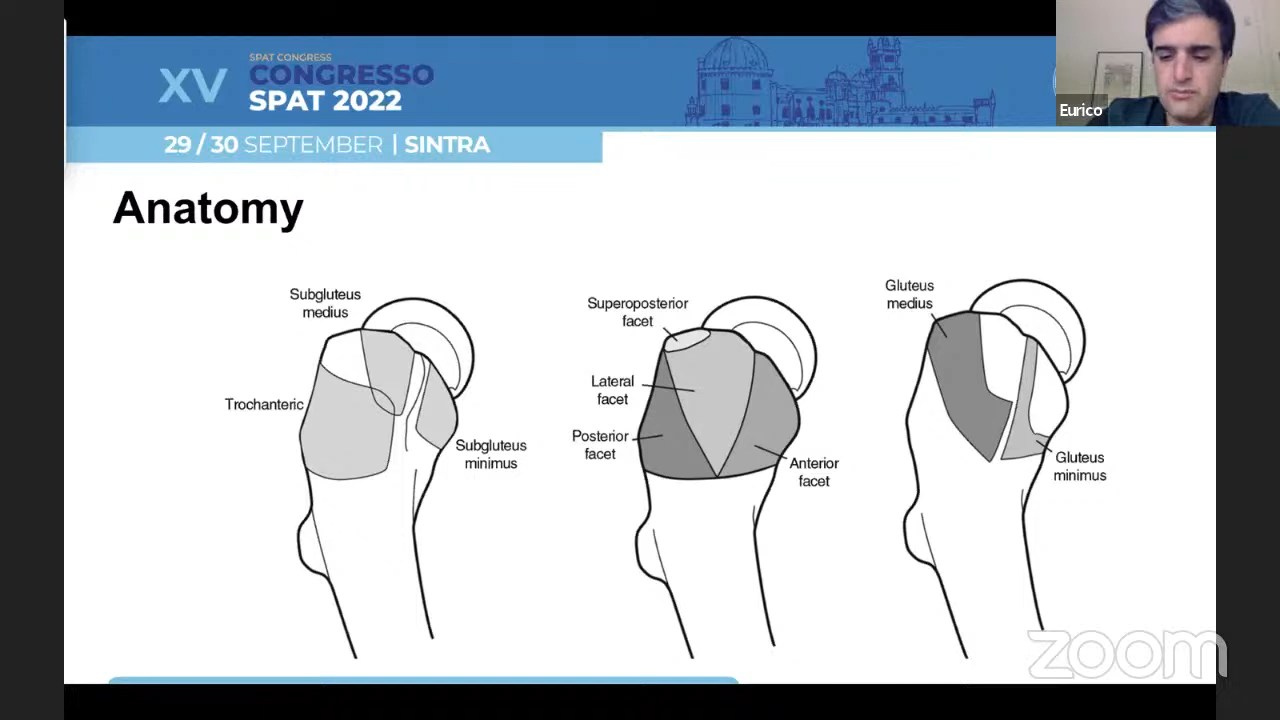 SPAT CONGRESS
XV CONGRESSO
SPAT 2022
29 / 30 SEPTEMBER | SINTRA
Eurico
Anatomy
Subgluteus
medius
Trochanteric
Subgluteus
minimus
Superoposterior
facet
Lateral
facet
Posterior
facet
Anterior
facet
Gluteus
medius
Gluteus
minimus
zoom